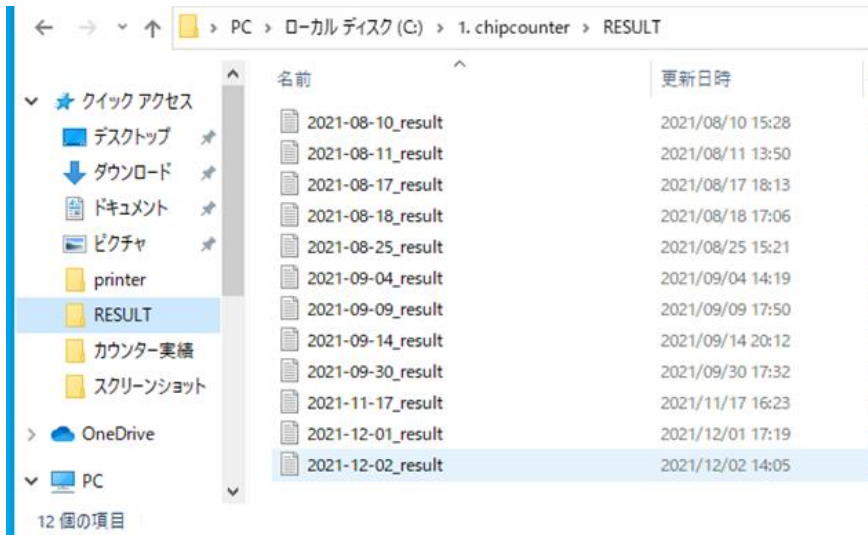 PC › ローカル ディスク (C:) › 1. chipcounter › RESULT
名前 更新日時
クイック アクセス
デスクトップ
ダウンロード
ドキュメント
ピクチャ
printer
RESULT
カウンター実績
スクリーンショット
OneDrive
PC
2021-08-10_result 2021/08/10 15:28
2021-08-11_result 2021/08/11 13:50
2021-08-17_result 2021/08/17 18:13
2021-08-18_result 2021/08/18 17:06
2021-08-25_result 2021/08/25 15:21
2021-09-04_result 2021/09/04 14:19
2021-09-09_result 2021/09/09 17:50
2021-09-14_result 2021/09/14 20:12
2021-09-30_result 2021/09/30 17:32
2021-11-17_result 2021/11/17 16:23
2021-12-01_result 2021/12/01 17:19
2021-12-02_result 2021/12/02 14:05
12 個の項目